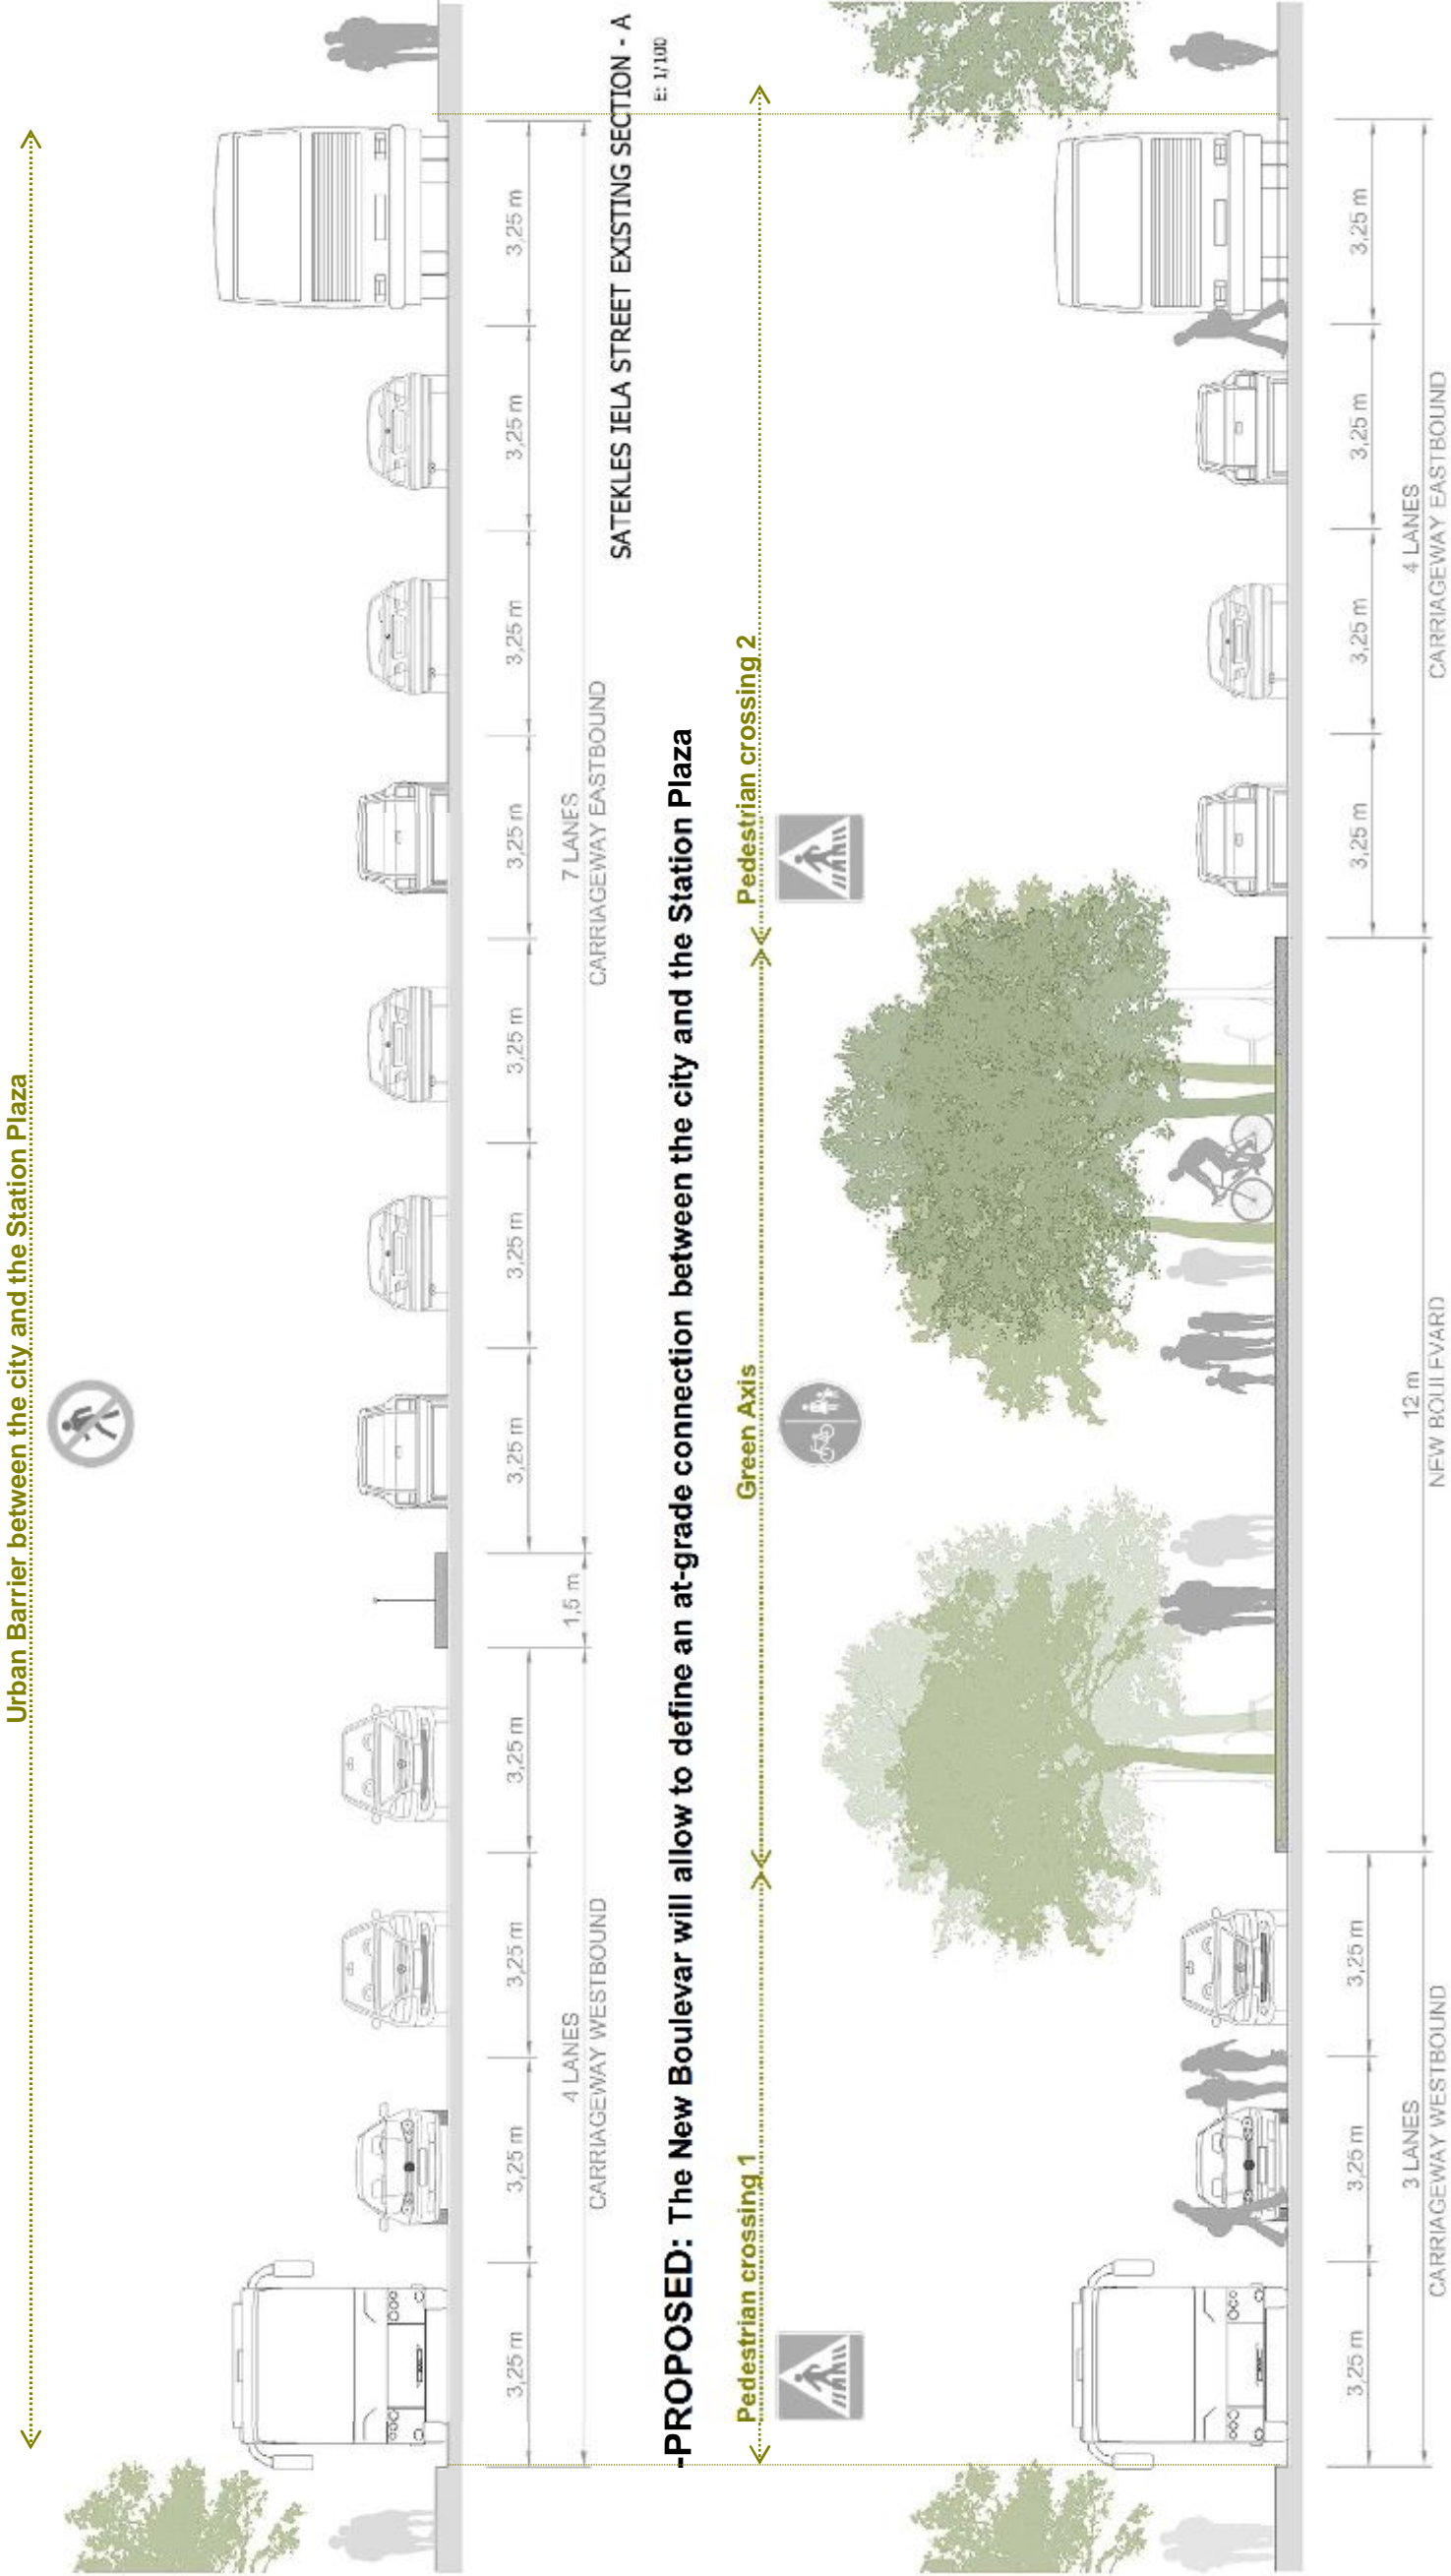 Urban Barrier between the city and the Station Plaza
3,25 m
3,25 m
3,25 m
3,25 m
3,25 m
3,25 m
3,25 m
3,25 m
3,25 m
3,25 m
3,25 m
4 LANES
CARRIAGEWAY WESTBOUND
1,5 m
7 LANES
CARRIAGEWAY EASTBOUND
SATEKLES IELA STREET EXISTING SECTION - A
E: 1/100
-PROPOSED: The New Boulevar will allow to define an at-grade connection between the city and the Station Plaza
Pedestrian crossing 1
Green Axis
Pedestrian crossing 2
3,25 m
3,25 m
3,25 m
3,25 m
3,25 m
3,25 m
3,25 m
3 LANES
CARRIAGEWAY WESTBOUND
12 m
NEW BOULEVARD
4 LANES
CARRIAGEWAY EASTBOUND